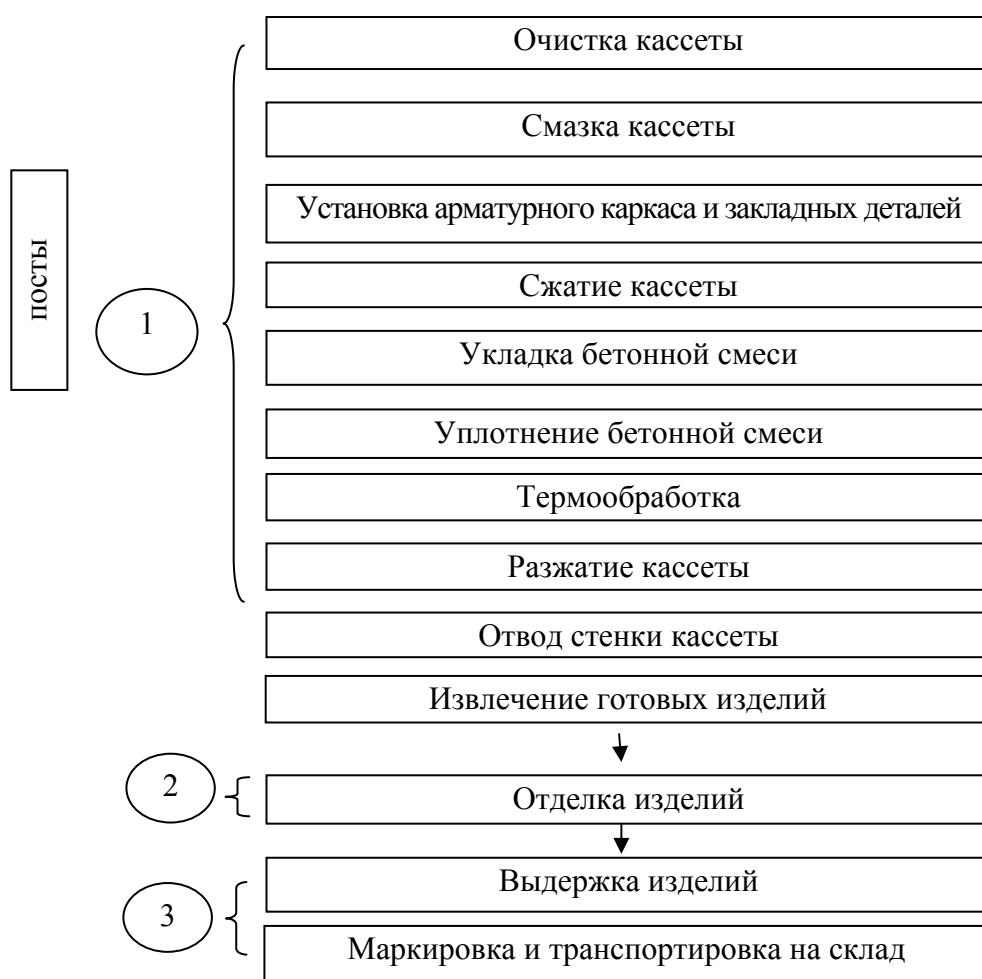 Очистка кассеты
Смазка кассеты
посты
Установка арматурного каркаса и закладных деталей
Сжатие кассеты
1
Укладка бетонной смеси
Уплотнение бетонной смеси
Термообработка
Разжатие кассеты
Отвод стенки кассеты
Извлечение готовых изделий
2
Отделка изделий
Выдержка изделий
3
Маркировка и транспортировка на склад